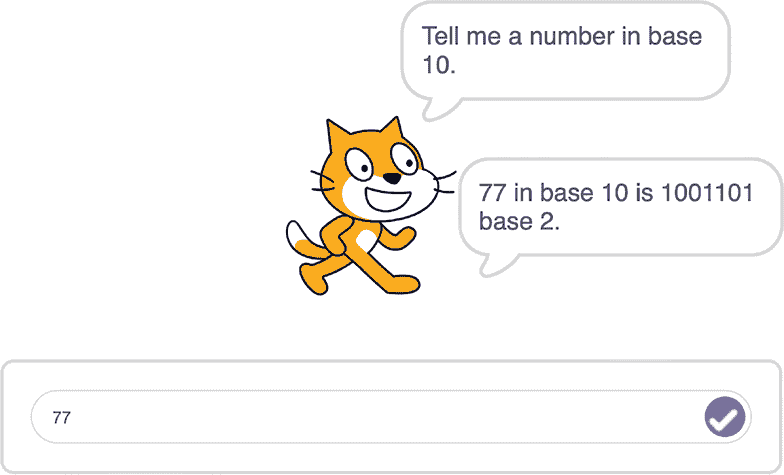 Tell me a number in base
10.
77 in base 10 is 1001101
base 2.
77